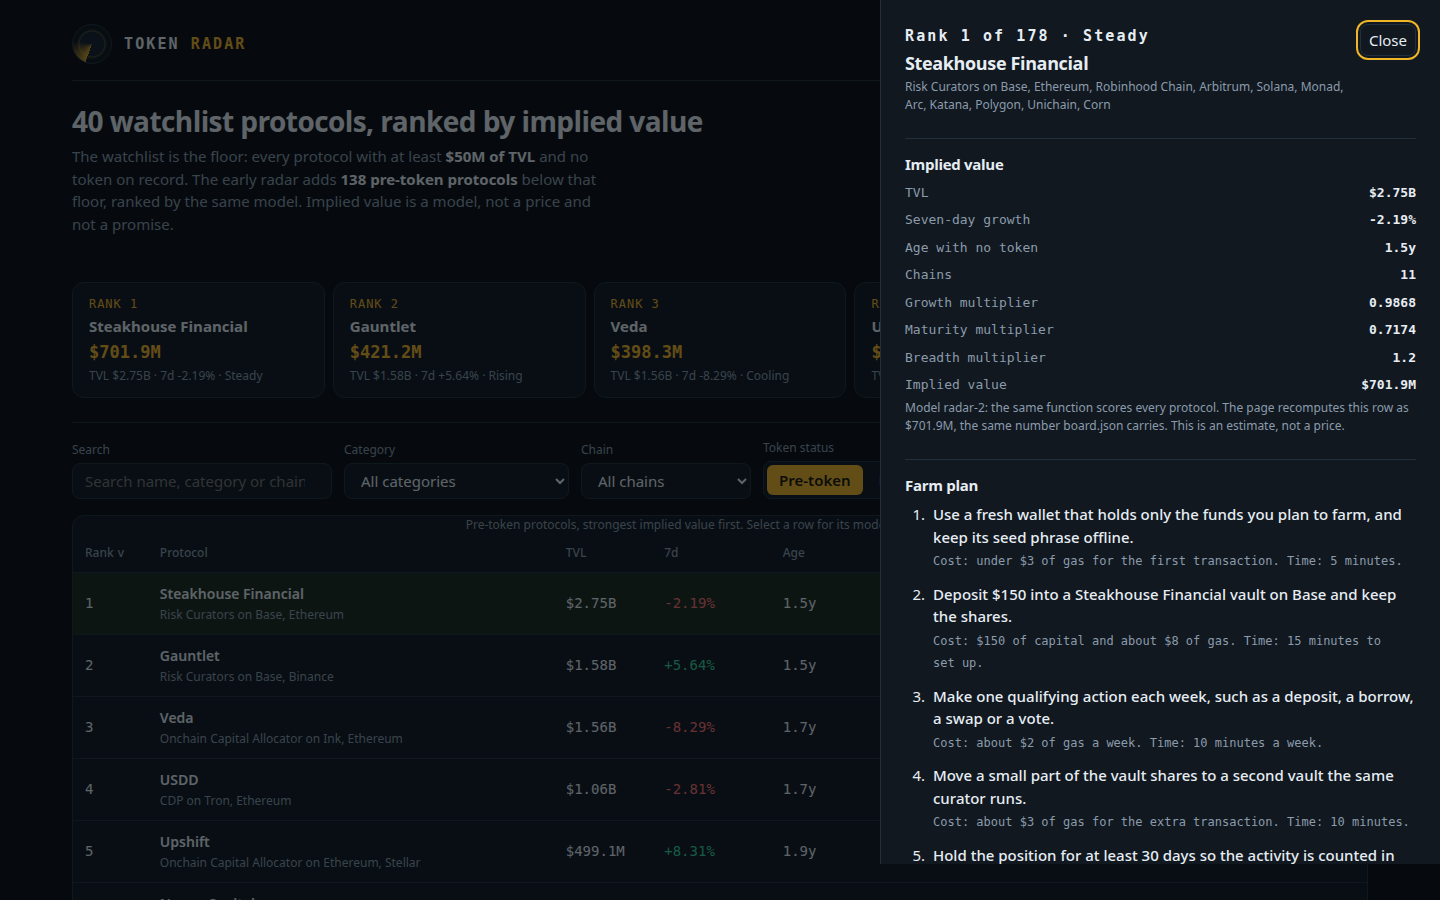 TOKEN RADAR
40 watchlist protocols, ranked by implied value
The watchlist is the floor: every protocol with at least $50M of TVL and no
token on record. The early radar adds 138 pre-token protocols below that
floor, ranked by the same model. Implied value is a model, not a price and
not a promise.
RANK 1
Steakhouse Financial
$701.9M
TVL $2.75B · 7d -2.19% · Steady
RANK 2
Gauntlet
$421.2M
TVL $1.58B · 7d +5.64% · Rising
RANK 3
Veda
$398.3M
TVL $1.56B · 7d -8.29% · Cooling
Search
Category
Chain
Token status
Search name, category or chain
All categories
All chains
Pre-token
Pre-token protocols, strongest implied value first. Select a row for its mod
Rank v Protocol TVL 7d Age
1 Steakhouse Financial $2.75B -2.19% 1.5y
Risk Curators on Base, Ethereum
2 Gauntlet $1.58B +5.64% 1.5y
Risk Curators on Base, Binance
3 Veda $1.56B -8.29% 1.7y
Onchain Capital Allocator on Ink, Ethereum
4 USDD $1.06B -2.81% 1.7y
CDP on Tron, Ethereum
5 Upshift $499.1M +8.31% 1.9y
Onchain Capital Allocator on Ethereum, Stellar
Rank 1 of 178 · Steady
Close
Steakhouse Financial
Risk Curators on Base, Ethereum, Robinhood Chain, Arbitrum, Solana, Monad,
Arc, Katana, Polygon, Unichain, Corn
Implied value
TVL $2.75B
Seven-day growth -2.19%
Age with no token 1.5y
Chains 11
Growth multiplier 0.9868
Maturity multiplier 0.7174
Breadth multiplier 1.2
Implied value $701.9M
Model radar-2: the same function scores every protocol. The page recomputes this row as
$701.9M, the same number board.json carries. This is an estimate, not a price.
Farm plan
1. Use a fresh wallet that holds only the funds you plan to farm, and
keep its seed phrase offline.
Cost: under $3 of gas for the first transaction. Time: 5 minutes.
2. Deposit $150 into a Steakhouse Financial vault on Base and keep
the shares.
Cost: $150 of capital and about $8 of gas. Time: 15 minutes to
set up.
3. Make one qualifying action each week, such as a deposit, a borrow,
a swap or a vote.
Cost: about $2 of gas a week. Time: 10 minutes a week.
4. Move a small part of the vault shares to a second vault the same
curator runs.
Cost: about $3 of gas for the extra transaction. Time: 10 minutes.
5. Hold the position for at least 30 days so the activity is counted in